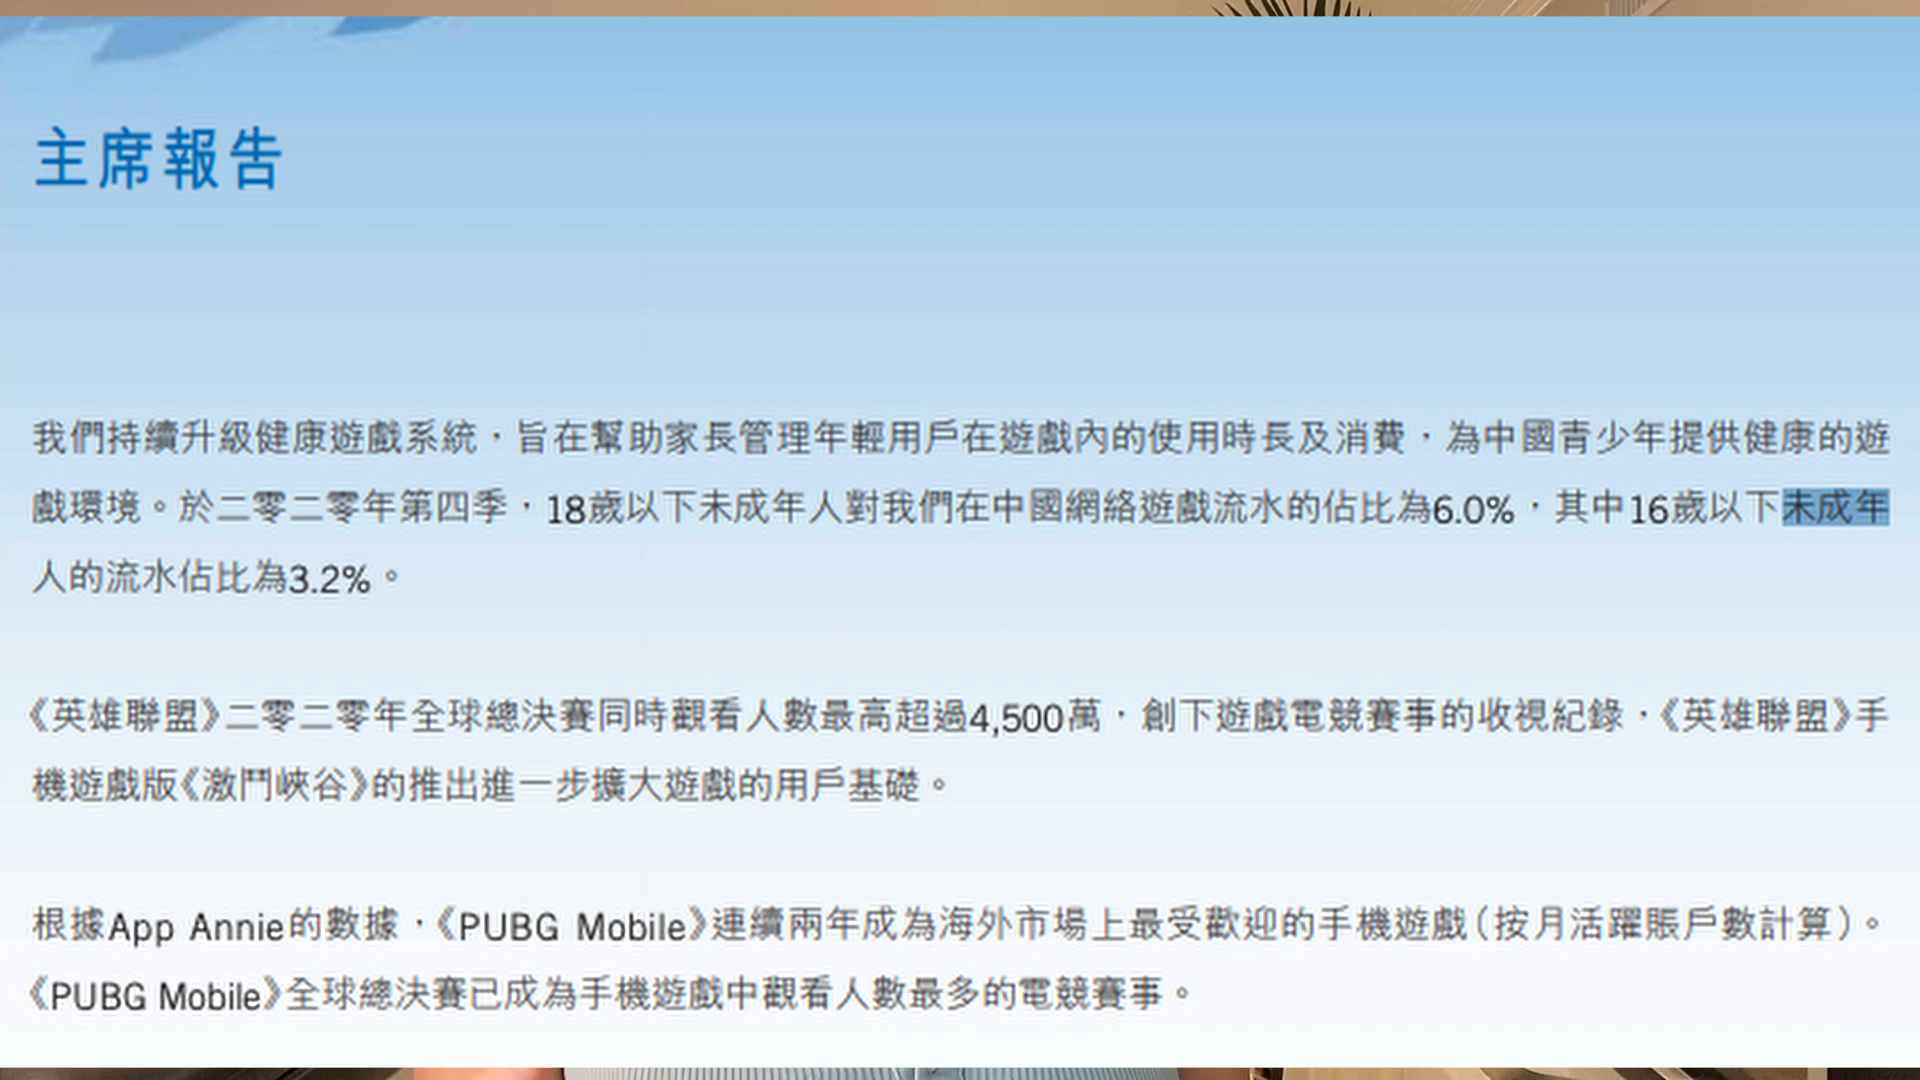 主席報告
我們持續升級健康遊戲系統，旨在幫助家長管理年輕用戶在遊戲內的使用時長及消費，為中國青少年提供健康的遊
戲環境。於二零二零年第四季，18歲以下未成年人對我們在中國網絡遊戲流水的佔比為6.0%，其中16歲以下未成年
人的流水佔比為3.2%。
《英雄聯盟》二零二零年全球總決賽同時觀看人數最高超過4,500萬，創下遊戲電競賽事的收視紀錄，《英雄聯盟》手
機遊戲版《激鬥峽谷》的推出進一步擴大遊戲的用戶基礎。
根據App Annie的數據，《PUBG Mobile》連續兩年成為海外市場上最受歡迎的手機遊戲（按月活躍賬戶數計算）。
《PUBG Mobile》全球總決賽已成為手機遊戲中觀看人數最多的電競賽事。